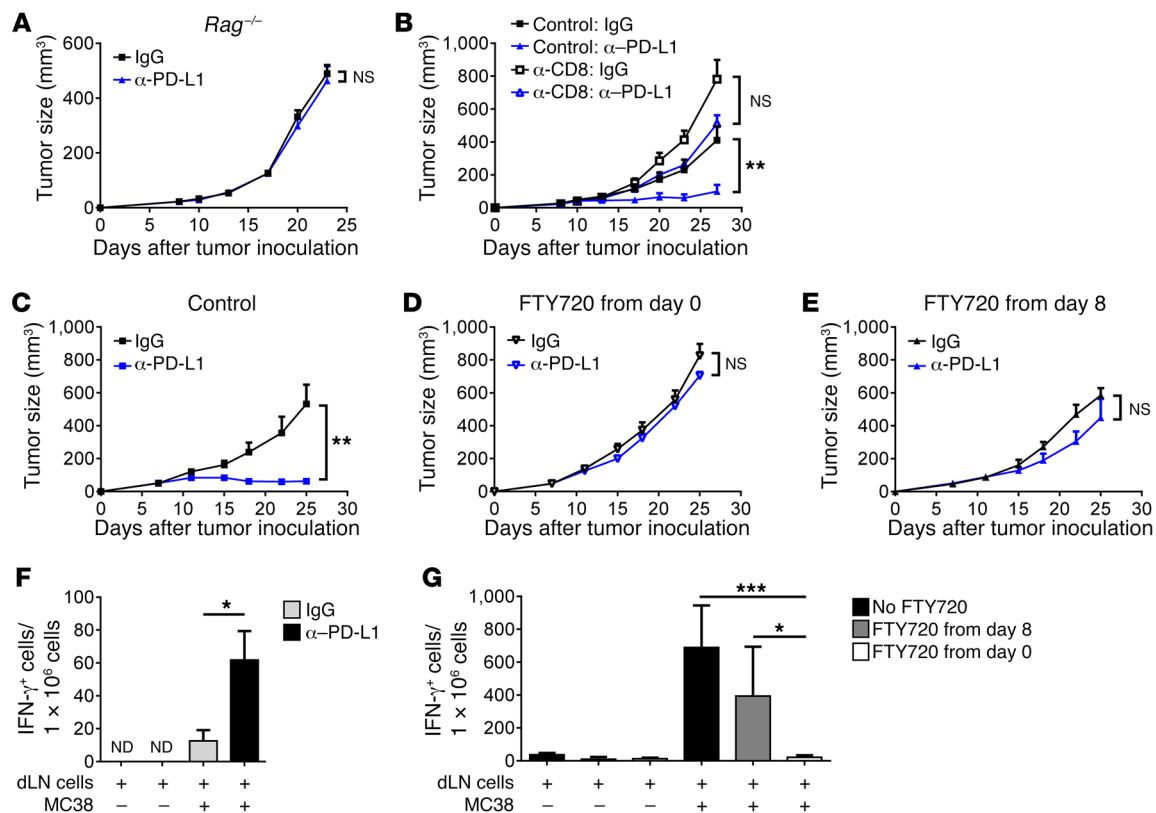 A
Rag–/–
Tumor size (mm3)
600
400
200
0
IgG
α-PD-L1
NS
0 5 10 15 20 25
Days after tumor inoculation
B
Control: IgG
Control: α–PD-L1
α-CD8: IgG
α-CD8: α–PD-L1
Tumor size (mm3)
1,000
800
600
400
200
0
NS
**
0 5 10 15 20 25 30
Days after tumor inoculation
C
Control
Tumor size (mm3)
1,000
800
600
400
200
0
IgG
α-PD-L1
**
0 5 10 15 20 25 30
Days after tumor inoculation
D
FTY720 from day 0
Tumor size (mm3)
1,000
800
600
400
200
0
IgG
α-PD-L1
NS
0 5 10 15 20 25 30
Days after tumor inoculation
E
FTY720 from day 8
Tumor size (mm3)
1,000
800
600
400
200
0
IgG
α-PD-L1
NS
0 5 10 15 20 25 30
Days after tumor inoculation
F
IFN-γ+ cells/
1 × 106 cells
100
80
60
40
20
0
ND ND
*
IgG
α–PD-L1
dLN cells + + + +
MC38 – – + +
G
IFN-γ+ cells/
1 × 106 cells
1,000
800
600
400
200
0
***
*
No FTY720
FTY720 from day 8
FTY720 from day 0
dLN cells + + + + + +
MC38 – – – + + +